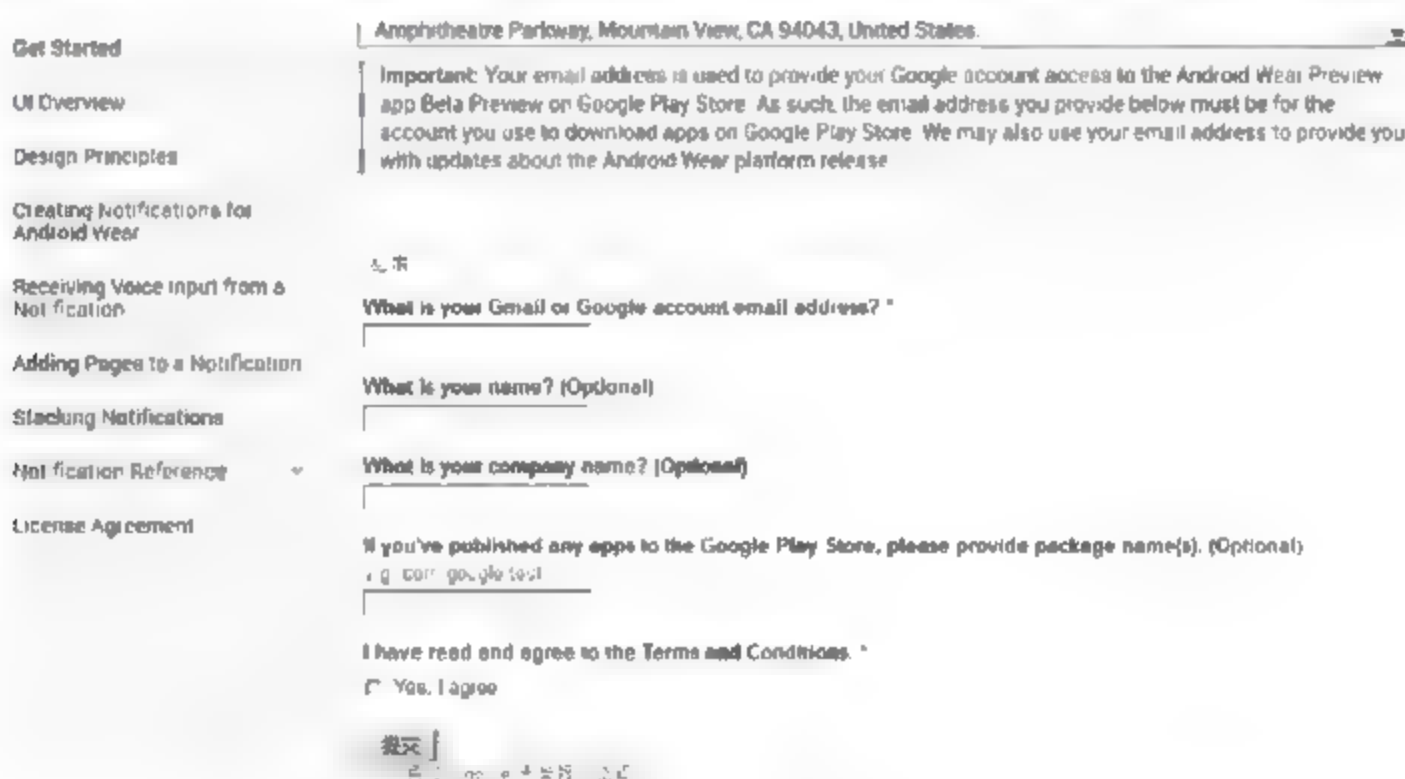 Get Started
UI Overview
Design Principles
Creating Notifications for
Android Wear
Receiving Voice Input from a
Notification
Adding Pages to a Notification
Stacking Notifications
Notification Reference
License Agreement
Amphitheatre Parkway, Mountain View, CA 94043, United States.
Important: Your email address is used to provide your Google account access to the Android Wear Preview
app Beta Preview on Google Play Store. As such, the email address you provide below must be for the
account you use to download apps on Google Play Store. We may also use your email address to provide you
with updates about the Android Wear platform release
What is your Gmail or Google account email address? *
What is your name? (Optional)
What is your company name? (Optional)
If you've published any apps to the Google Play Store, please provide package name(s). (Optional)
e.g. com.google.test
I have read and agree to the Terms and Conditions. *
Yes, I agree